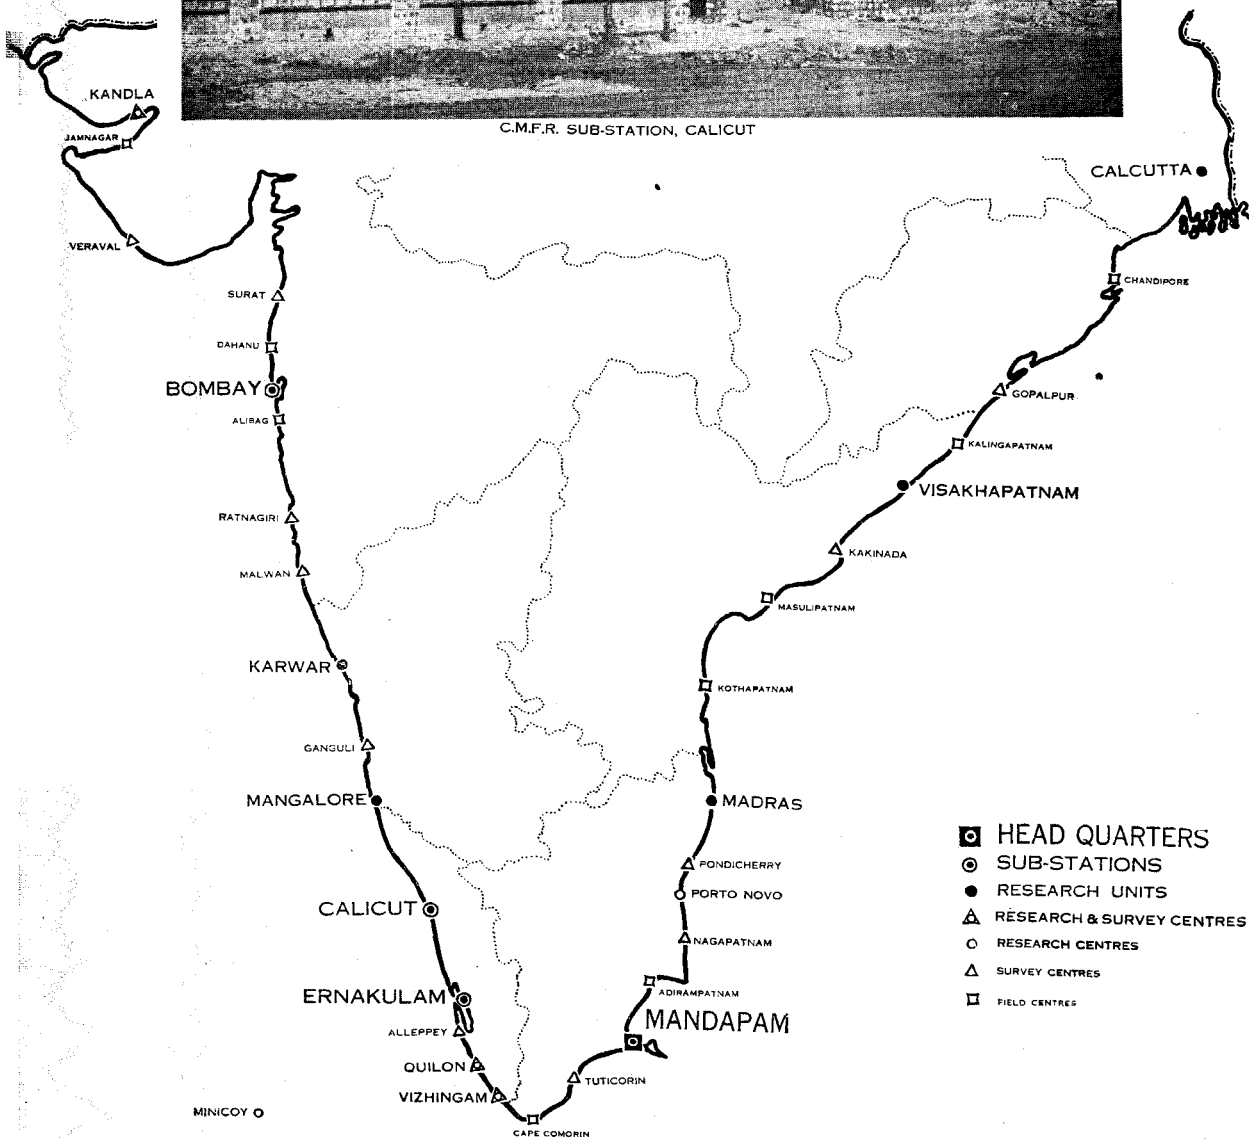 C.M.F.R. SUB-STATION, CALICUT
KANDLA
JAMNAGAR
VERAVAL
SURAT
DAHANU
BOMBAY
ALIBAG
RATNAGIRI
MALWAN
KARWAR
GANGULI
MANGALORE
CALICUT
ERNAKULAM
ALLEPPEY
QUILON
VIZHINGAM
MINICOY
CAPE COMORIN
TUTICORIN
MANDAPAM
ADIRAMPATNAM
NAGAPATNAM
PORTO NOVO
PONDICHERRY
MADRAS
KOTHAPATNAM
MASULIPATNAM
KAKINADA
VISAKHAPATNAM
KALINGAPATNAM
GOPALPUR
CHANDIPORE
CALCUTTA
HEAD QUARTERS
SUB-STATIONS
RESEARCH UNITS
RESEARCH & SURVEY CENTRES
RESEARCH CENTRES
SURVEY CENTRES
FIELD CENTRES